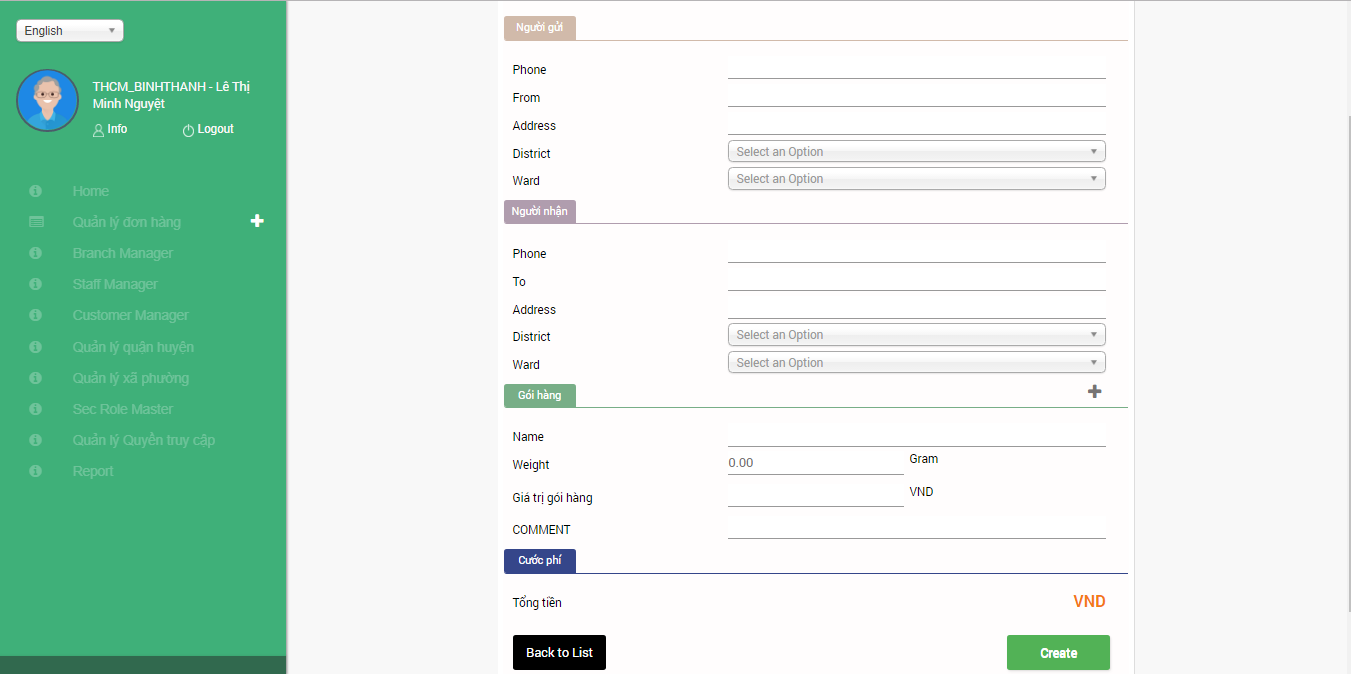 English
THCM_BINHTHANH - Lê Thị
Minh Nguyệt
Info
Logout
Home
Quản lý đơn hàng
Branch Manager
Staff Manager
Customer Manager
Quản lý quận huyện
Quản lý xã phường
Sec Role Master
Quản lý Quyền truy cập
Report
Người gửi
Phone
From
Address
District
Select an Option
Ward
Select an Option
Người nhận
Phone
To
Address
District
Select an Option
Ward
Select an Option
Gói hàng
Name
Weight
0.00
Gram
Giá trị gói hàng
VND
COMMENT
Cước phí
Tổng tiền
VND
Back to List
Create